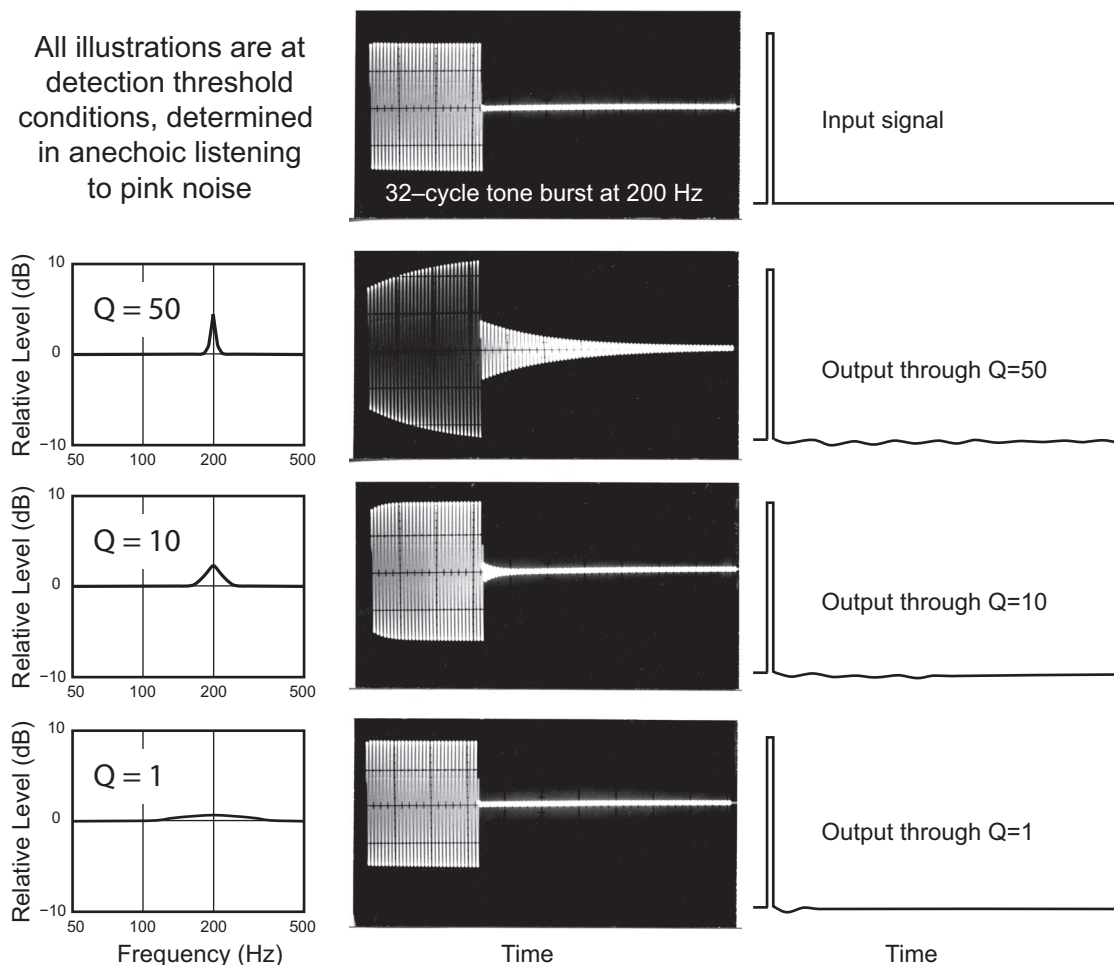 All illustrations are at
detection threshold
conditions, determined
in anechoic listening
to pink noise
32–cycle tone burst at 200 Hz
Input signal
Relative Level (dB)
10
0
−10
Q = 50
50
100
200
500
Output through Q=50
Relative Level (dB)
10
0
−10
Q = 10
50
100
200
500
Output through Q=10
Relative Level (dB)
10
0
−10
Q = 1
50
100
200
500
Output through Q=1
Frequency (Hz)
Time
Time